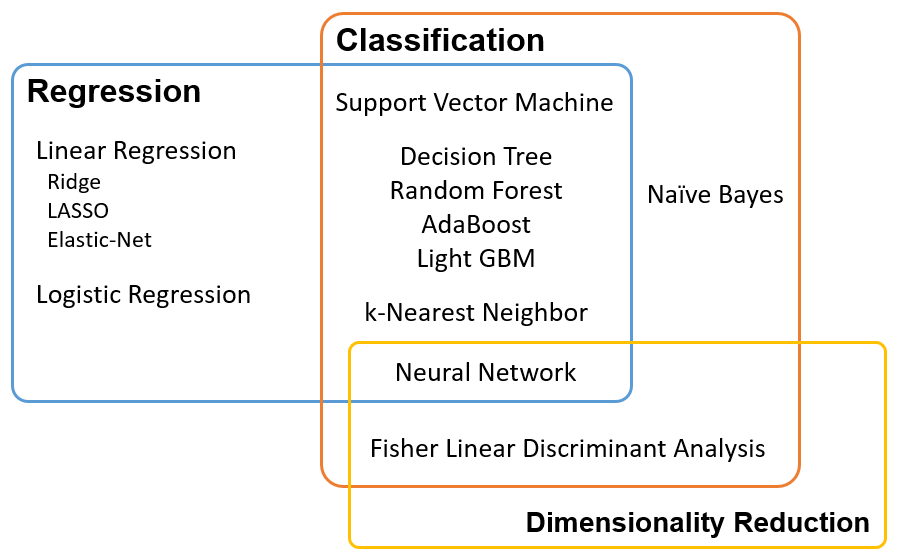 Classification
Regression
Support Vector Machine
Linear Regression
Ridge
LASSO
Elastic-Net
Logistic Regression
Decision Tree
Random Forest
AdaBoost
Light GBM
k-Nearest Neighbor
Naïve Bayes
Neural Network
Fisher Linear Discriminant Analysis
Dimensionality Reduction